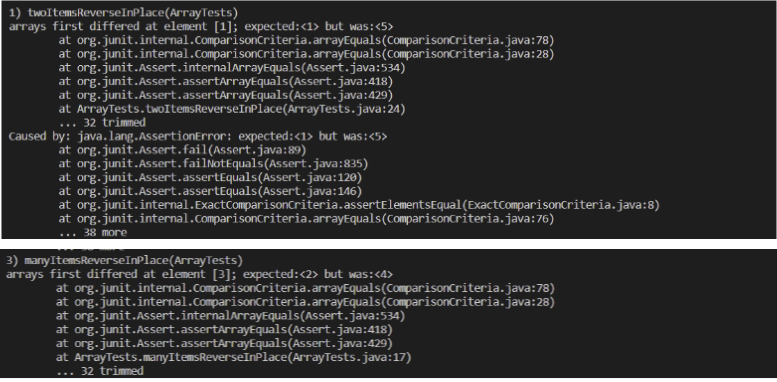 1) twoItemsReverseInPlace(ArrayTests)
arrays first differed at element [1]; expected:<1> but was:<5>
at org.junit.internal.ComparisonCriteria.arrayEquals(ComparisonCriteria.java:78)
at org.junit.internal.ComparisonCriteria.arrayEquals(ComparisonCriteria.java:28)
at org.junit.Assert.internalArrayEquals(Assert.java:534)
at org.junit.Assert.assertArrayEquals(Assert.java:418)
at org.junit.Assert.assertArrayEquals(Assert.java:429)
at ArrayTests.twoItemsReverseInPlace(ArrayTests.java:24)
... 32 trimmed
Caused by: java.lang.AssertionError: expected:<1> but was:<5>
at org.junit.Assert.fail(Assert.java:89)
at org.junit.Assert.failNotEquals(Assert.java:835)
at org.junit.Assert.assertEquals(Assert.java:120)
at org.junit.Assert.assertEquals(Assert.java:146)
at org.junit.internal.ExactComparisonCriteria.assertElementsEqual(ExactComparisonCriteria.java:8)
at org.junit.internal.ComparisonCriteria.arrayEquals(ComparisonCriteria.java:76)
... 38 more
3) manyItemsReverseInPlace(ArrayTests)
arrays first differed at element [3]; expected:<2> but was:<4>
at org.junit.internal.ComparisonCriteria.arrayEquals(ComparisonCriteria.java:78)
at org.junit.internal.ComparisonCriteria.arrayEquals(ComparisonCriteria.java:28)
at org.junit.Assert.internalArrayEquals(Assert.java:534)
at org.junit.Assert.assertArrayEquals(Assert.java:418)
at org.junit.Assert.assertArrayEquals(Assert.java:429)
at ArrayTests.manyItemsReverseInPlace(ArrayTests.java:17)
... 32 trimmed